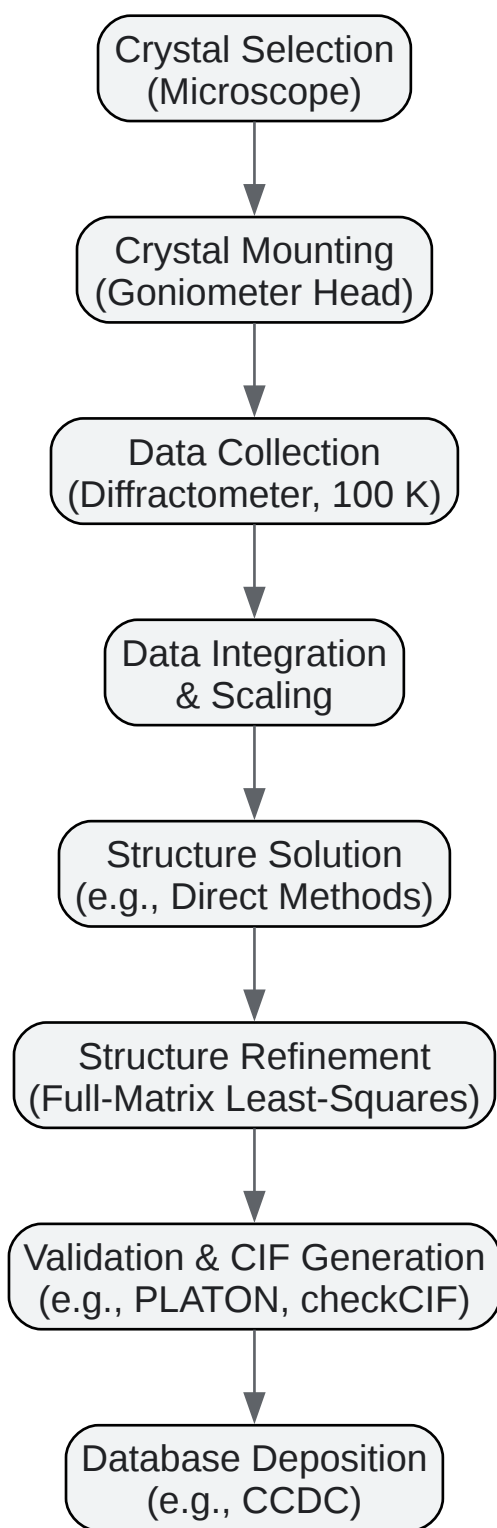 Crystal Selection
(Microscope)
Crystal Mounting
(Goniometer Head)
Data Collection
(Diffractometer, 100 K)
Data Integration
& Scaling
Structure Solution
(e.g., Direct Methods)
Structure Refinement
(Full-Matrix Least-Squares)
Validation & CIF Generation
(e.g., PLATON, checkCIF)
Database Deposition
(e.g., CCDC)